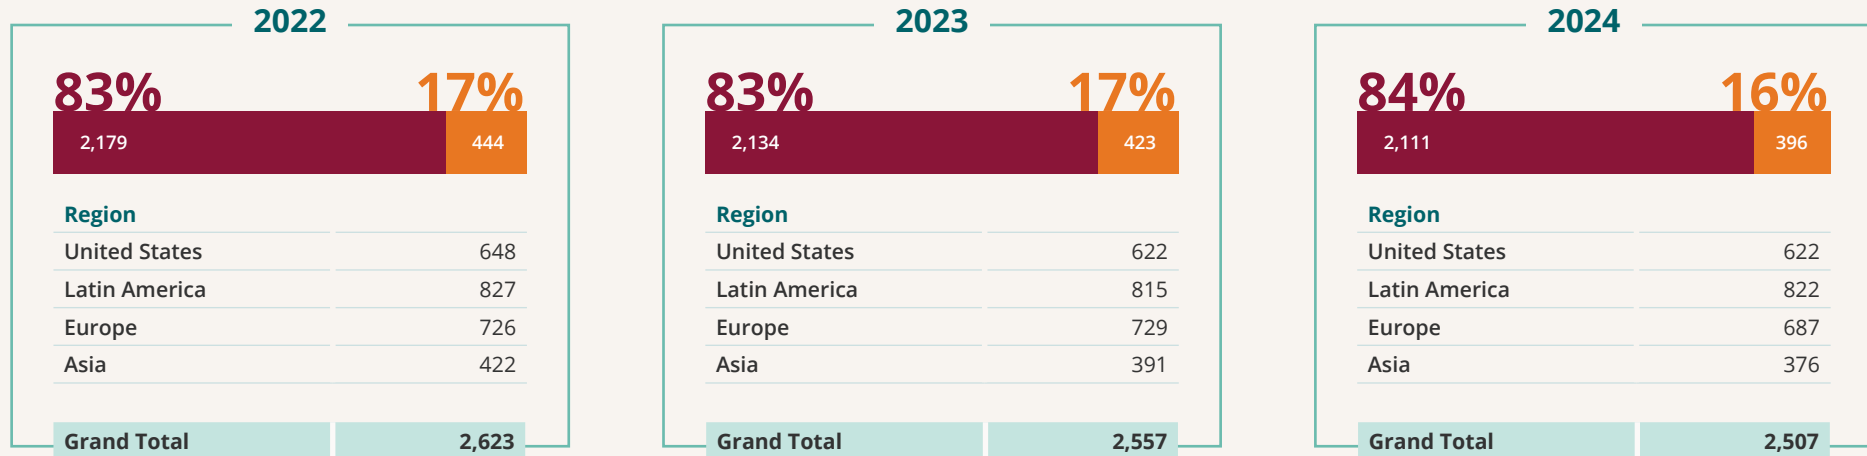 2022
83% 17%
2,179 444
Region
United States 648
Latin America 827
Europe 726
Asia 422
Grand Total 2,623
2023
83% 17%
2,134 423
Region
United States 622
Latin America 815
Europe 729
Asia 391
Grand Total 2,557
2024
84% 16%
2,111 396
Region
United States 622
Latin America 822
Europe 687
Asia 376
Grand Total 2,507